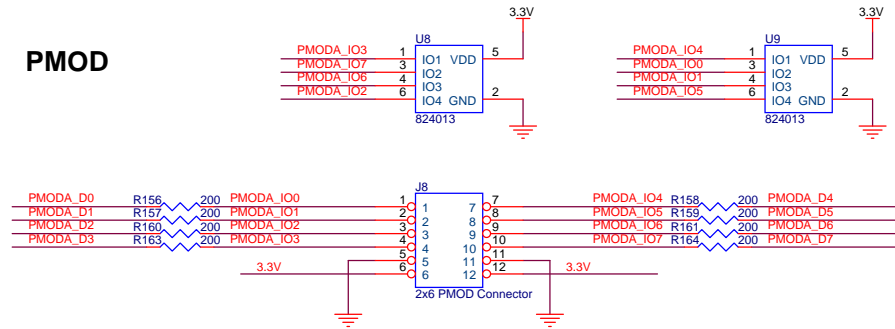 3.3V 3.3V
U8 U9
PMOD
PMODA_IO3 1 IO1 VDD 5 PMODA_IO4 1 IO1 VDD 5
PMODA_IO7 3 IO2 PMODA_IO0 3 IO2
PMODA_IO6 4 IO3 PMODA_IO1 4 IO3
PMODA_IO2 6 IO4 GND 2 PMODA_IO5 6 IO4 GND 2
824013 824013
J8
PMODA_D0 R156 200 PMODA_IO0 1 1 7 7 PMODA_IO4 R158 200 PMODA_D4
PMODA_D1 R157 200 PMODA_IO1 2 2 8 8 PMODA_IO5 R159 200 PMODA_D5
PMODA_D2 R160 200 PMODA_IO2 3 3 9 9 PMODA_IO6 R161 200 PMODA_D6
PMODA_D3 R163 200 PMODA_IO3 4 4 10 10 PMODA_IO7 R164 200 PMODA_D7
5 5 11 11
3.3V 6 6 12 12 3.3V
2x6 PMOD Connector